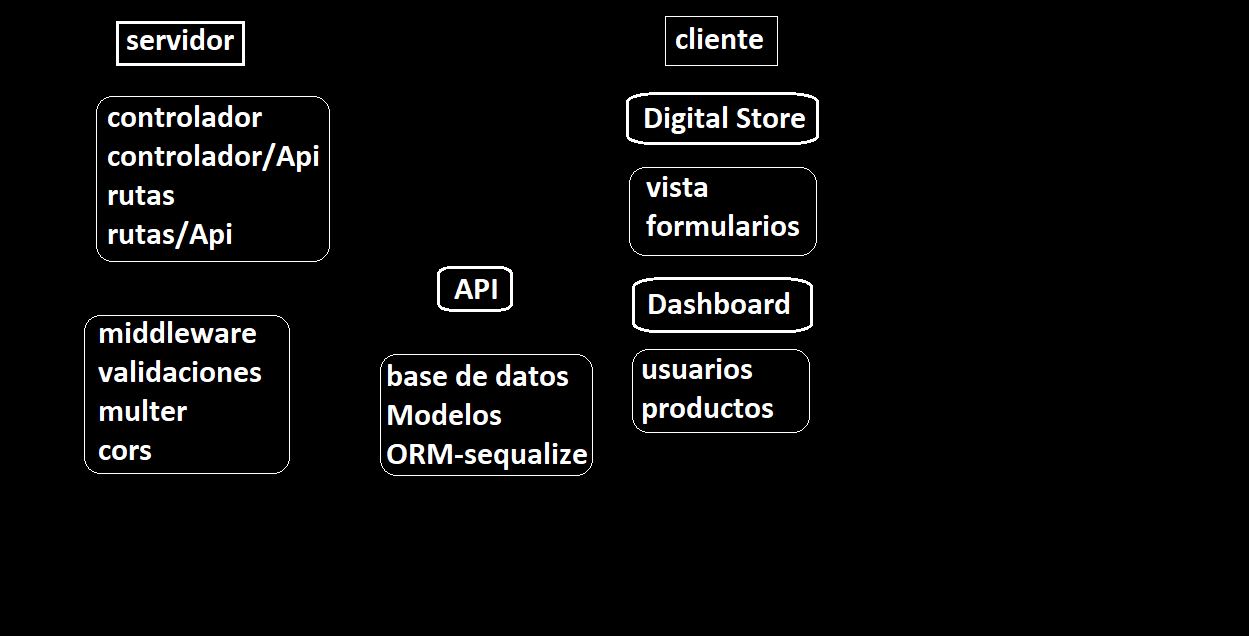 servidor
controlador
controlador/Api
rutas
rutas/Api
middleware
validaciones
multer
cors
API
base de datos
Modelos
ORM-sequalize
cliente
Digital Store
vista
formularios
Dashboard
usuarios
productos